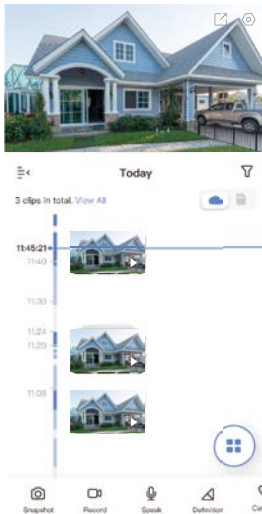 Today
3 clips in total. View All
11:45:21
11:40
11:30
11:24
11:20
11:08
Snapshot
Record
Speak
Definition